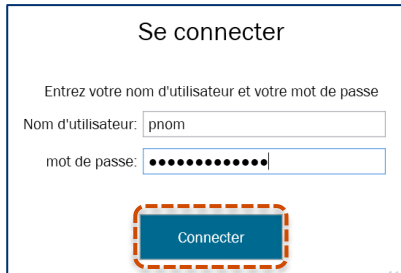 Se connecter
Entrez votre nom d'utilisateur et votre mot de passe
Nom d'utilisateur: pnom
mot de passe: ●●●●●●●●●●●●●
Connecter